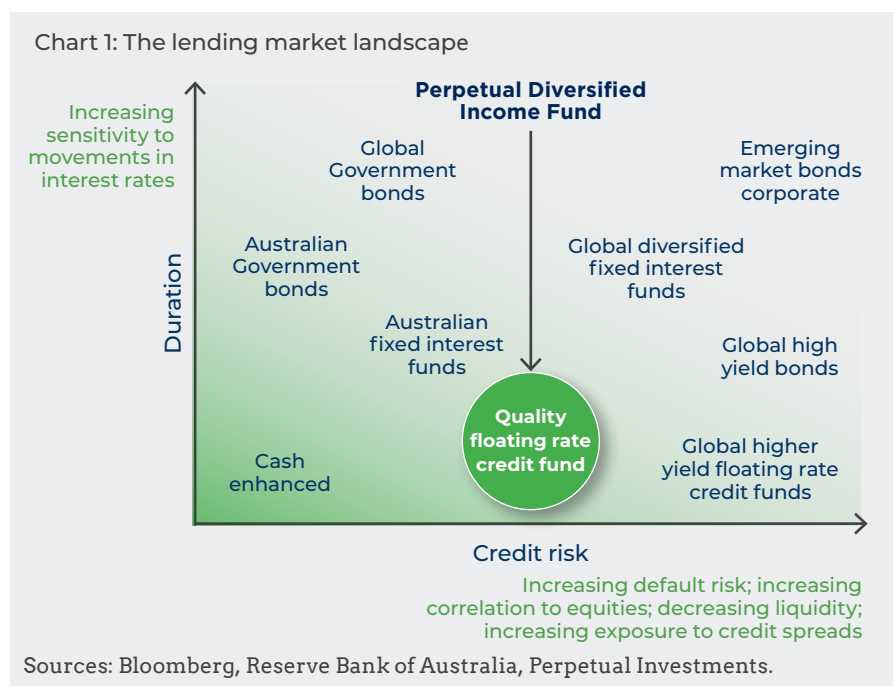 Chart 1: The lending market landscape
Perpetual Diversified
Income Fund
Increasing
sensitivity to
movements in
interest rates
Global
Government
bonds
Emerging
market bonds
corporate
Australian
Government
bonds
Global diversified
fixed interest
funds
Duration
Australian
fixed interest
funds
Global high
yield bonds
Quality
floating rate
credit fund
Cash
enhanced
Global higher
yield floating rate
credit funds
Credit risk
Increasing default risk; increasing
correlation to equities; decreasing liquidity;
increasing exposure to credit spreads
Sources: Bloomberg, Reserve Bank of Australia, Perpetual Investments.